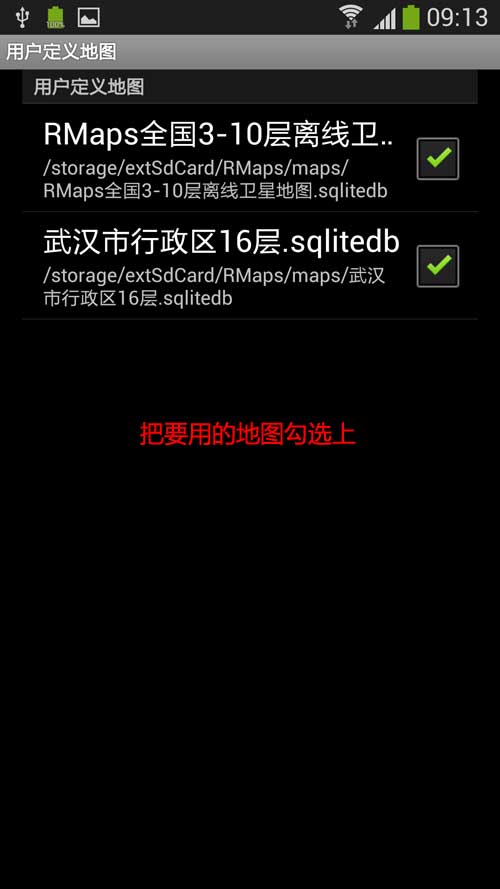 100%
09:13
用户定义地图
用户定义地图
RMaps全国3-10层离线卫..
/storage/extSdCard/RMaps/maps/
RMaps全国3-10层离线卫星地图.sqlitedb
武汉市行政区16层.sqlitedb
/storage/extSdCard/RMaps/maps/武汉
市行政区16层.sqlitedb
把要用的地图勾选上